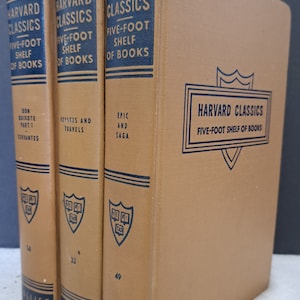 HARVARD
CLASSICS
FIVE-FOOT
SHELF
OF BOOKS
DON
QUIXOTE
PART 1
CERVANTES
14
HARVARD
CLASSICS
FIVE-FOOT
SHELF
OF BOOKS
VOYAGES AND
TRAVELS
33
CLASSICS
FIVE-FOOT
SHELF
OF BOOKS
EPIC
AND
SAGA
49
HARVARD CLASSICS
FIVE-FOOT SHELF OF BOOKS